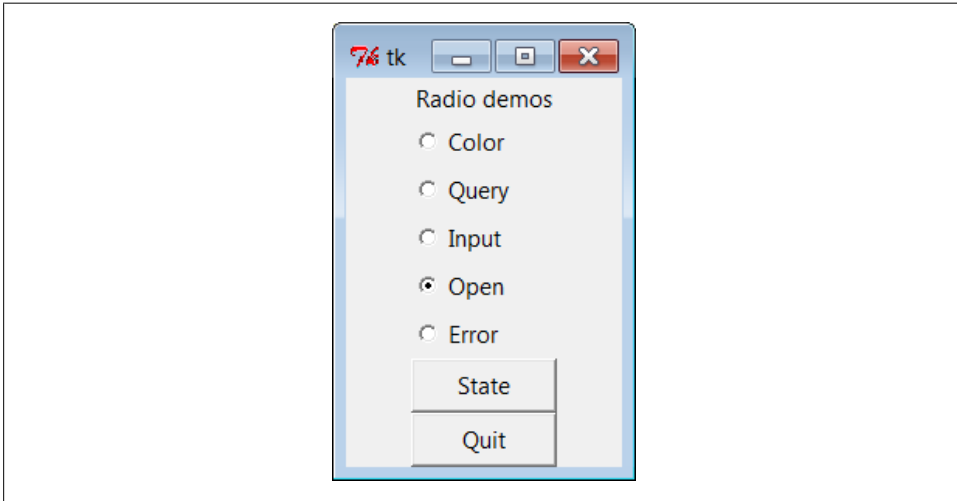 tk
Radio demos
Color
Query
Input
Open
Error
State
Quit